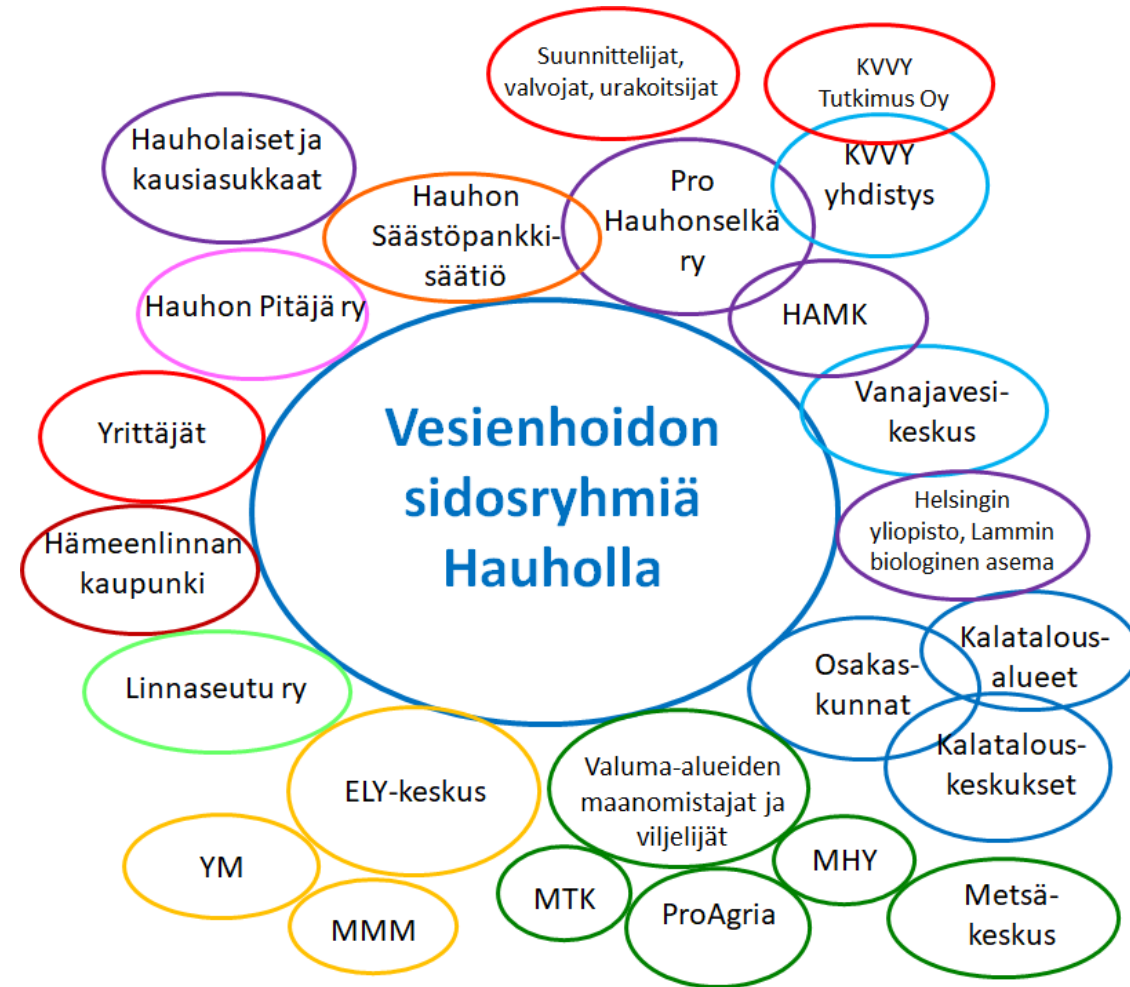 Suunnittelijat,
valvojat, urakoitsijat
KVVY
Tutkimus Oy
Hauholaiset ja
kausiasukkaat
KVVY
yhdistys
Hauhon
Säästöpankki-
säätiö
Pro
Hauhonselkä
ry
Hauhon Pitäjä ry
HAMK
Vanajavesi-
keskus
Yrittäjät
Vesienhoidon
sidosryhmiä
Hauholla
Helsingin
yliopisto, Lammin
biologinen asema
Hämeenlinnan
kaupunki
Kalatalous-
alueet
Osakas-
kunnat
Linnaseutu ry
Kalatalous-
keskukset
ELY-keskus
Valuma-alueiden
maanomistajat ja
viljelijät
YM
MHY
MTK
ProAgria
Metsä-
keskus
MMM